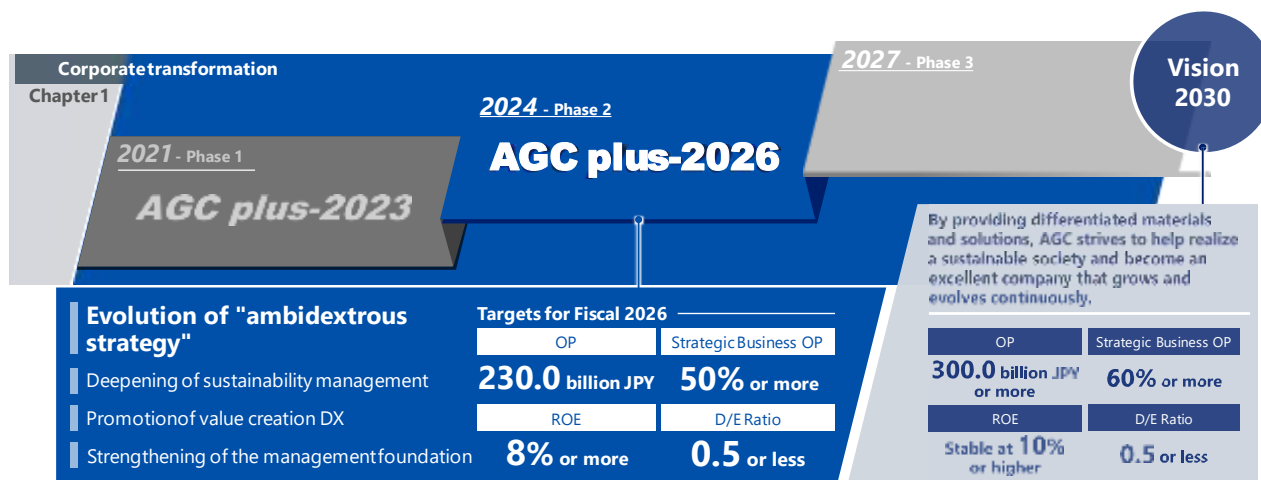 Corporate transformation
Chapter 1
2021 - Phase 1
AGC plus-2023
2024 - Phase 2
AGC plus-2026
2027 - Phase 3
Vision
2030
Evolution of "ambidextrous
strategy"
Deepening of sustainability management
Promotion of value creation DX
Strengthening of the management foundation
Targets for Fiscal 2026
OP
Strategic Business OP
230.0 billion JPY
50% or more
ROE
D/E Ratio
8% or more
0.5 or less
By providing differentiated materials
and solutions, AGC strives to help realize
a sustainable society and become an
excellent company that grows and
evolves continuously.
OP
Strategic Business OP
300.0 billion JPY
or more
60% or more
ROE
D/E Ratio
Stable at 10%
or higher
0.5 or less